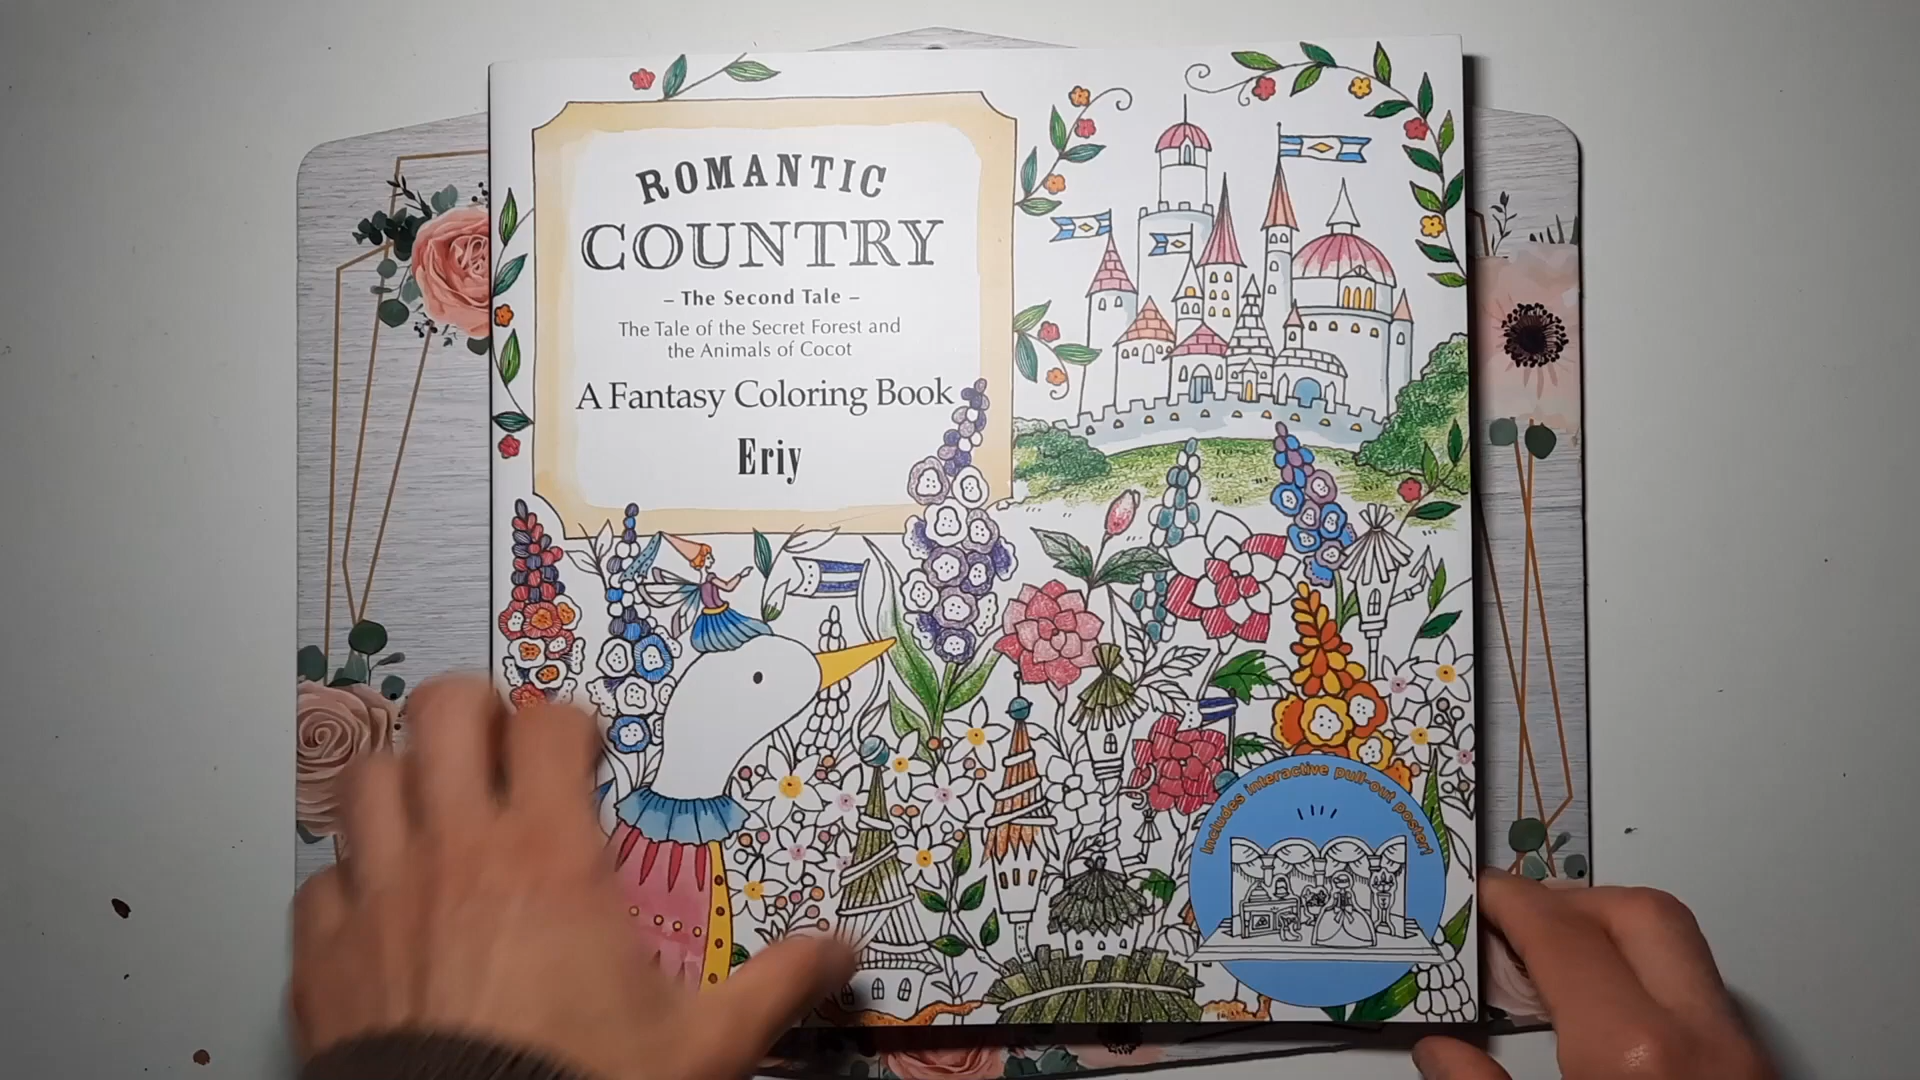 ROMANTIC
COUNTRY
– The Second Tale –
The Tale of the Secret Forest and
the Animals of Cocot
A Fantasy Coloring Book
Eriy
Includes interactive pull-out poster!